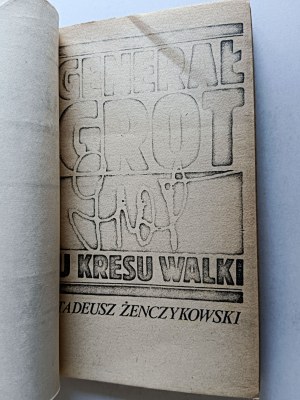 GENERAŁ
GROT
U KRESU WALKI
TADEUSZ ŻENCZYKOWSKI